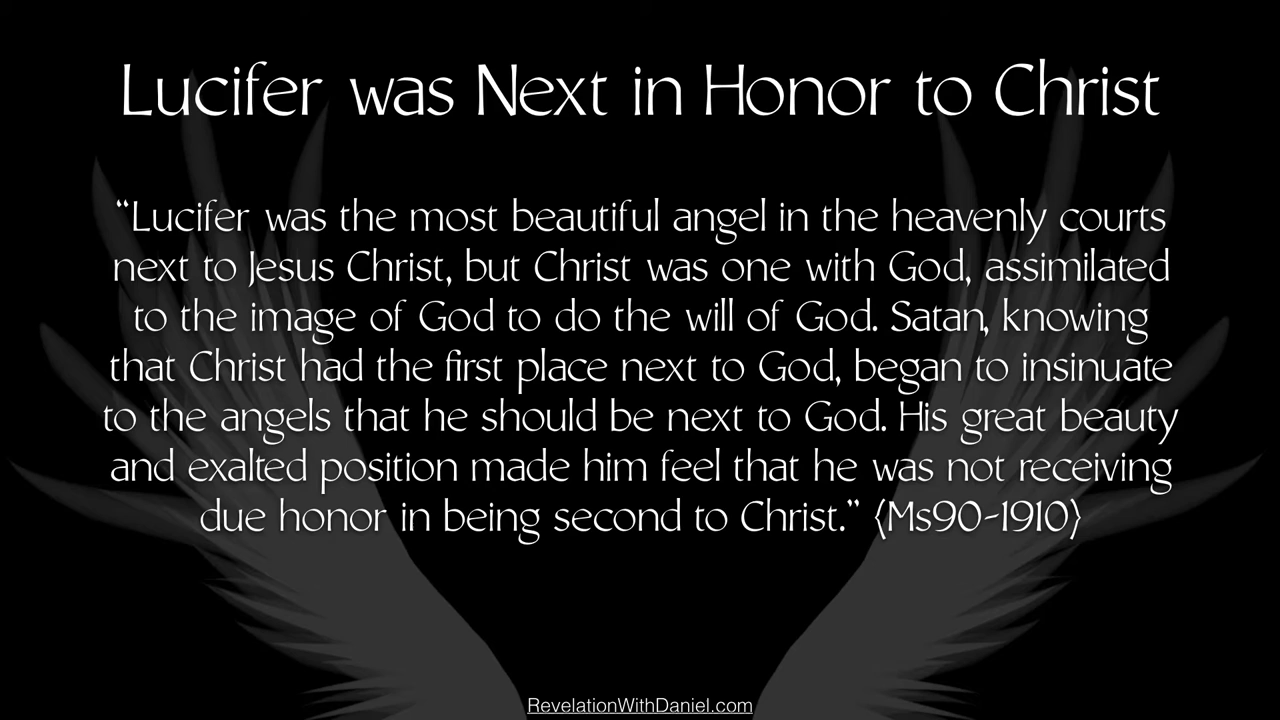 Lucifer was Next in Honor to Christ
“Lucifer was the most beautiful angel in the heavenly courts
next to Jesus Christ, but Christ was one with God, assimilated
to the image of God to do the will of God. Satan, knowing
that Christ had the first place next to God, began to insinuate
to the angels that he should be next to God. His great beauty
and exalted position made him feel that he was not receiving
due honor in being second to Christ.” {Ms90-1910}
RevelationWithDaniel.com